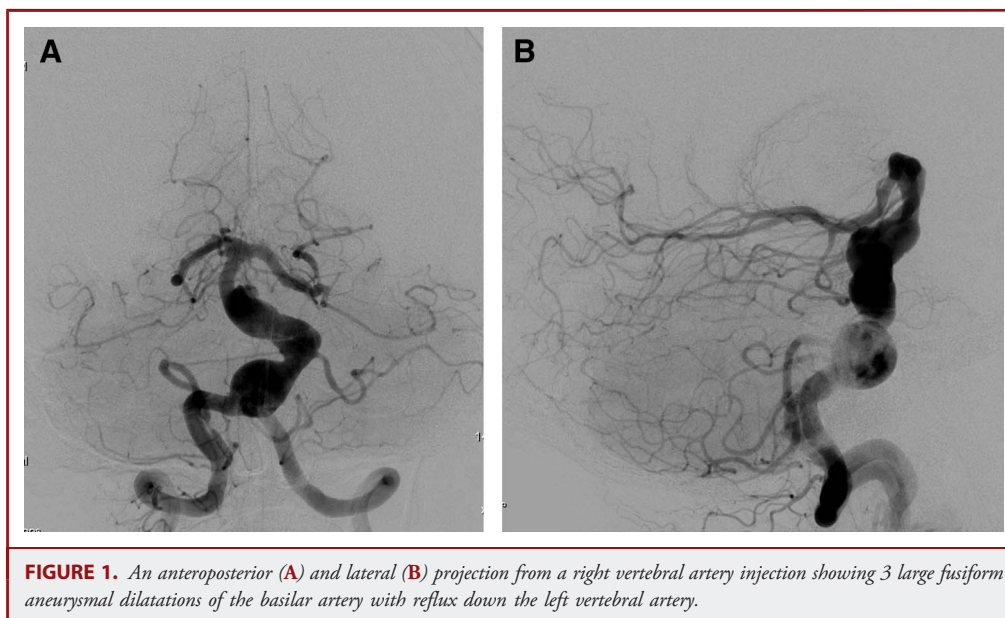 A
B
FIGURE 1. An anteroposterior (A) and lateral (B) projection from a right vertebral artery injection showing 3 large fusiform
aneurysmal dilatations of the basilar artery with reflux down the left vertebral artery.